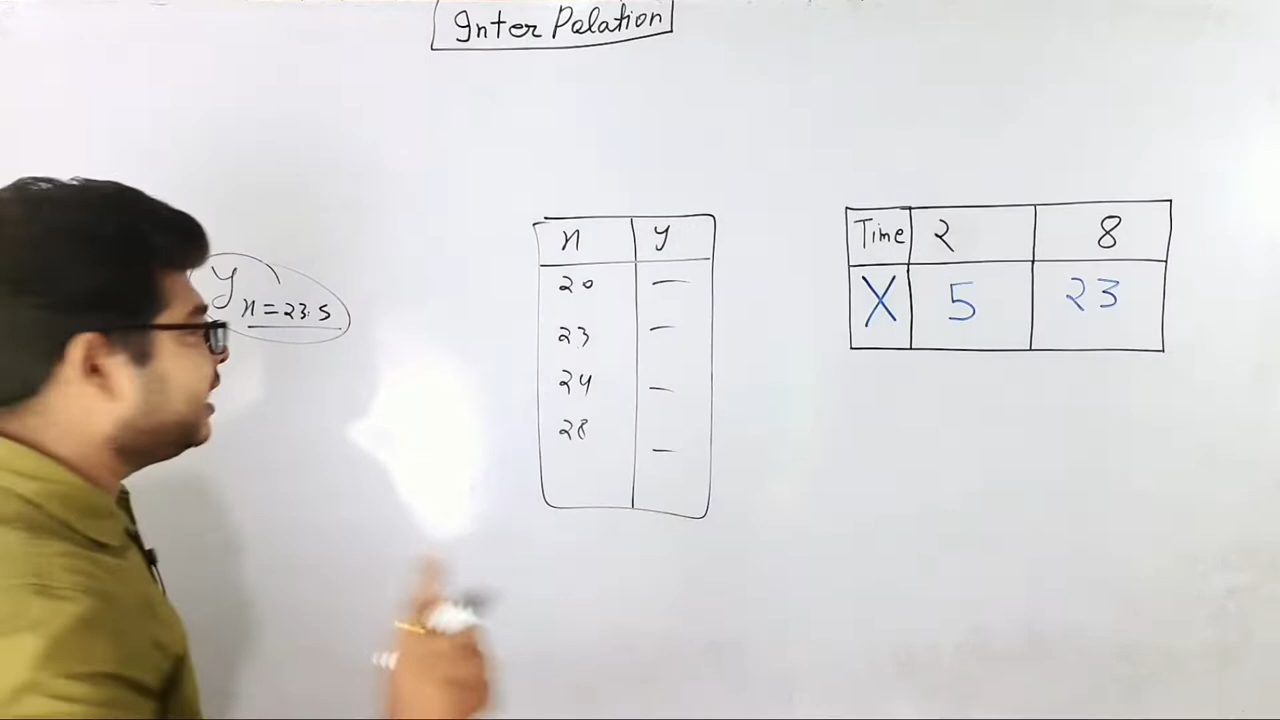 Inter Polation
y x = 23.5
x y
20 —
23 —
24 —
28 —
Time 2 8
X 5 23